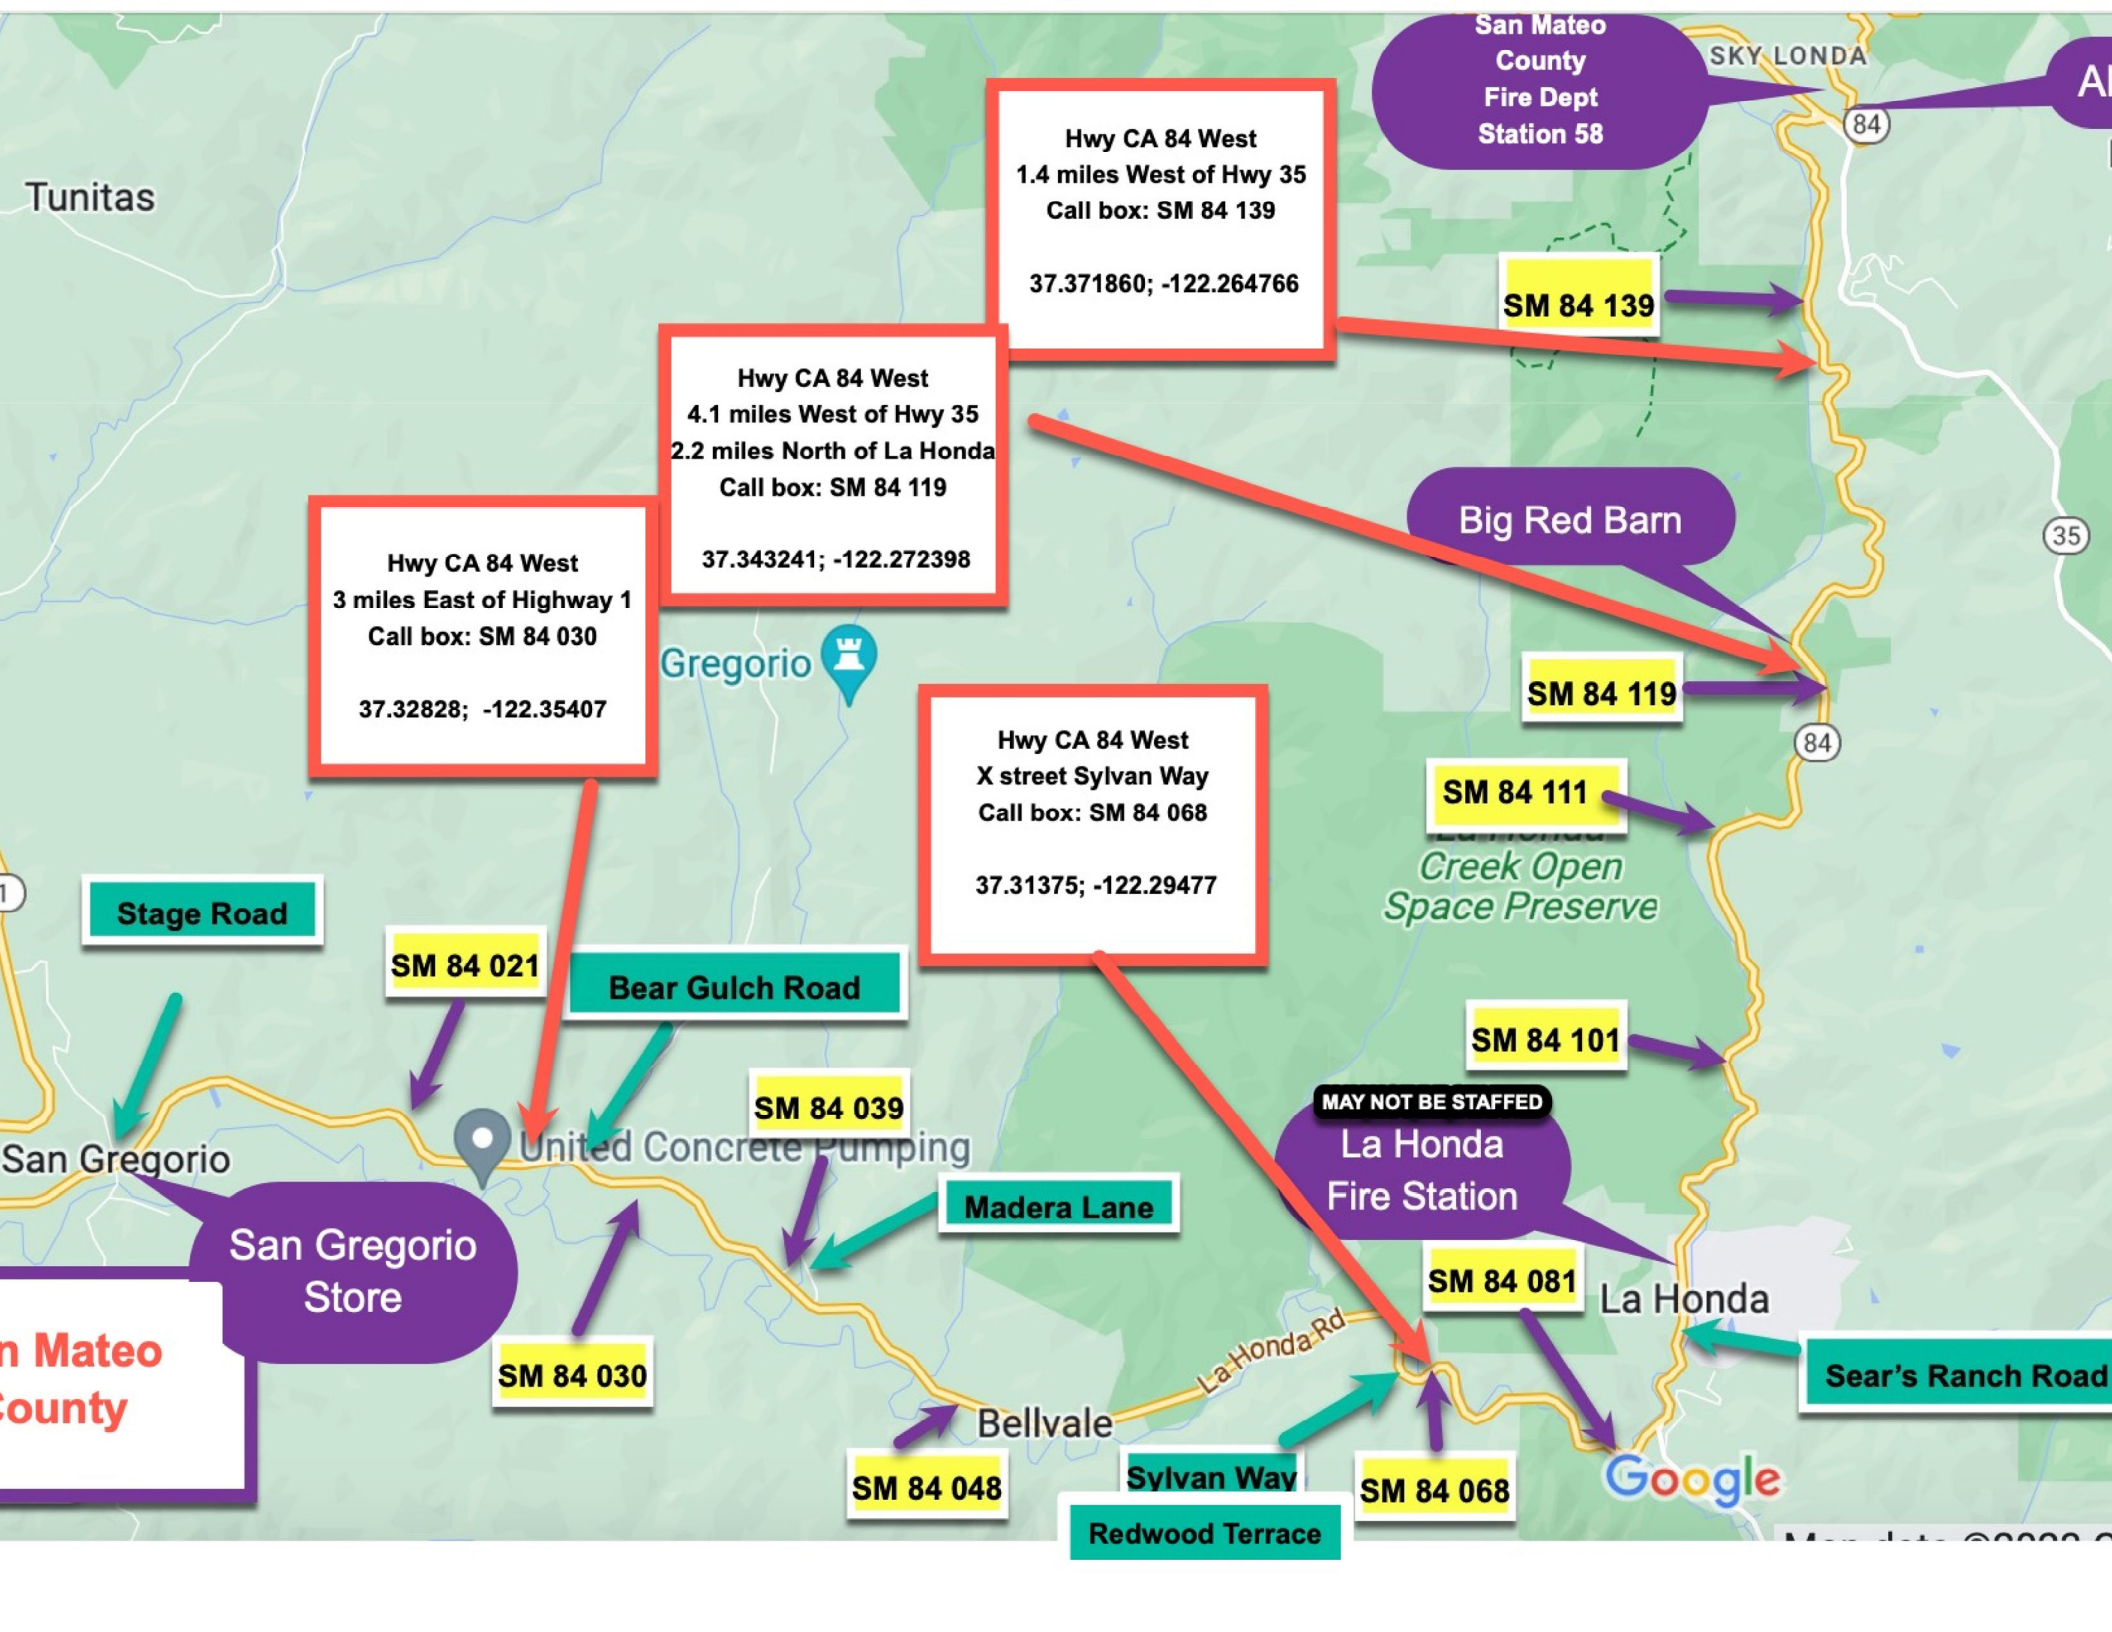 San Mateo
County
Fire Dept
Station 58
SKY LONDA
84
Hwy CA 84 West
1.4 miles West of Hwy 35
Call box: SM 84 139
37.371860; -122.264766
Tunitas
SM 84 139
Hwy CA 84 West
4.1 miles West of Hwy 35
2.2 miles North of La Honda
Call box: SM 84 119
37.343241; -122.272398
Big Red Barn
35
Hwy CA 84 West
3 miles East of Highway 1
Call box: SM 84 030
37.32828; -122.35407
Gregorio
SM 84 119
84
Hwy CA 84 West
X street Sylvan Way
Call box: SM 84 068
37.31375; -122.29477
SM 84 111
La Honda
Creek Open
Space Preserve
1
Stage Road
SM 84 021
Bear Gulch Road
SM 84 101
SM 84 039
MAY NOT BE STAFFED
La Honda
Fire Station
San Gregorio
United Concrete Pumping
Madera Lane
San Gregorio
Store
SM 84 081
La Honda
n Mateo
County
SM 84 030
La Honda Rd
Sear's Ranch Road
Bellvale
SM 84 048
Sylvan Way
SM 84 068
Google
Redwood Terrace